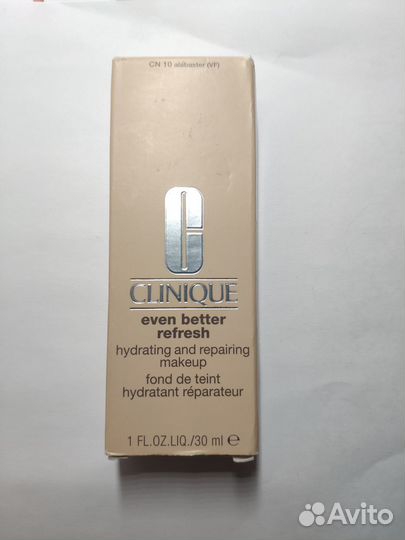 CN 10 alabaster (VF)
CLINIQUE
even better
refresh
hydrating and repairing
makeup
fond de teint
hydratant réparateur
1 FL.OZ.LIQ./30 ml ℮
Avito